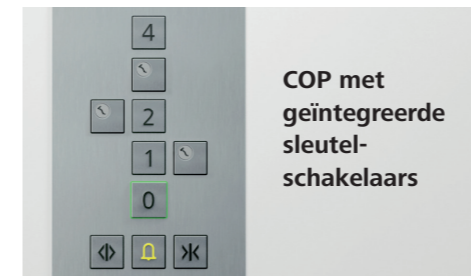 4
2
1
0
COP met
geïntegreerde
sleutel-
schakelaars